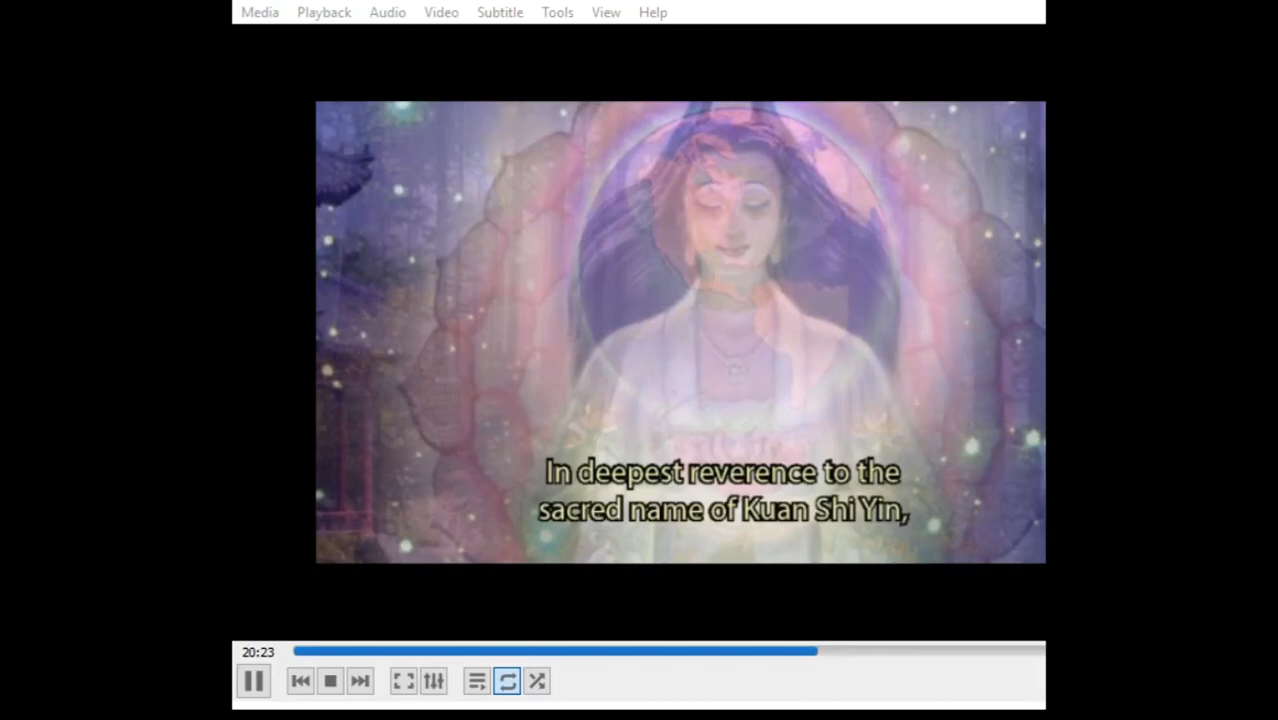 Media Playback Audio Video Subtitle Tools View Help
In deepest reverence to the
sacred name of Kuan Shi Yin,
20:23